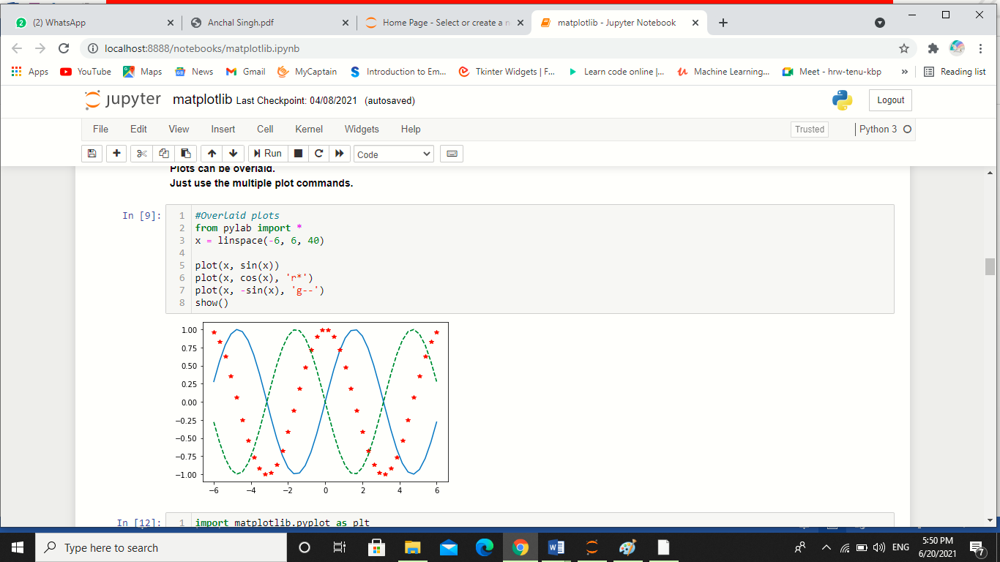 2 (2) WhatsApp
Anchal Singh.pdf
Home Page - Select or create a n
matplotlib - Jupyter Notebook
localhost:8888/notebooks/matplotlib.ipynb
Apps YouTube Maps News Gmail MyCaptain Introduction to Em... Tkinter Widgets | F... Learn code online |... Machine Learning... Meet - hrw-tenu-kbp » Reading list
jupyter matplotlib Last Checkpoint: 04/08/2021 (autosaved) Logout
File Edit View Insert Cell Kernel Widgets Help Trusted Python 3
Run Code
Plots can be overlaid.
Just use the multiple plot commands.
In [9]:
1 #Overlaid plots
2 from pylab import *
3 x = linspace(-6, 6, 40)
4
5 plot(x, sin(x))
6 plot(x, cos(x), 'r*')
7 plot(x, -sin(x), 'g--')
8 show()
1.00
0.75
0.50
0.25
0.00
−0.25
−0.50
−0.75
−1.00
−6 −4 −2 0 2 4 6
In [12]: 1 import matplotlib.pyplot as plt
Type here to search
ENG
5:50 PM
6/20/2021
7